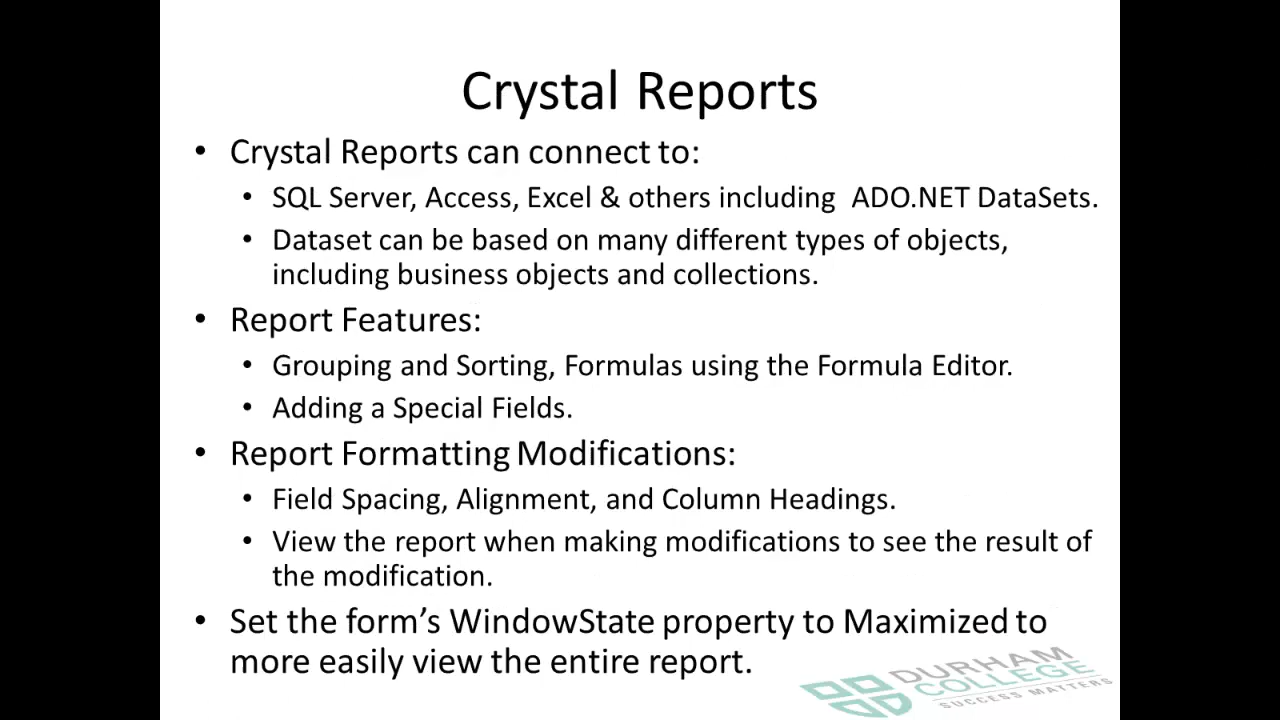 Crystal Reports
• Crystal Reports can connect to:
• SQL Server, Access, Excel & others including ADO.NET DataSets.
• Dataset can be based on many different types of objects,
including business objects and collections.
• Report Features:
• Grouping and Sorting, Formulas using the Formula Editor.
• Adding a Special Fields.
• Report Formatting Modifications:
• Field Spacing, Alignment, and Column Headings.
• View the report when making modifications to see the result of
the modification.
• Set the form’s WindowState property to Maximized to
more easily view the entire report.
DURHAM
COLLEGE
SUCCESS MATTERS